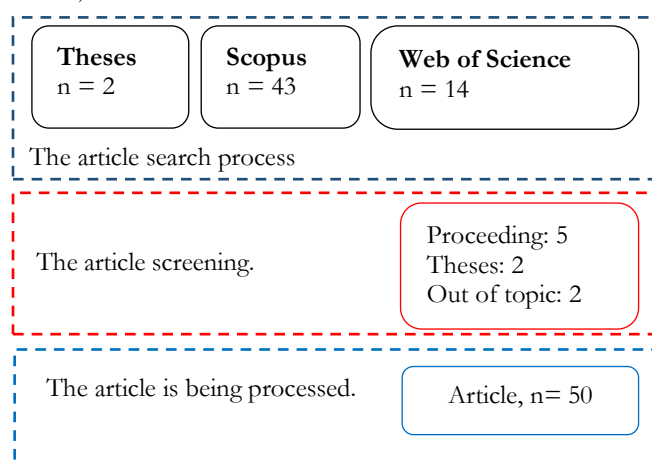 Theses
n = 2
Scopus
n = 43
Web of Science
n = 14
The article search process
The article screening.
Proceeding: 5
Theses: 2
Out of topic: 2
The article is being processed.
Article, n= 50